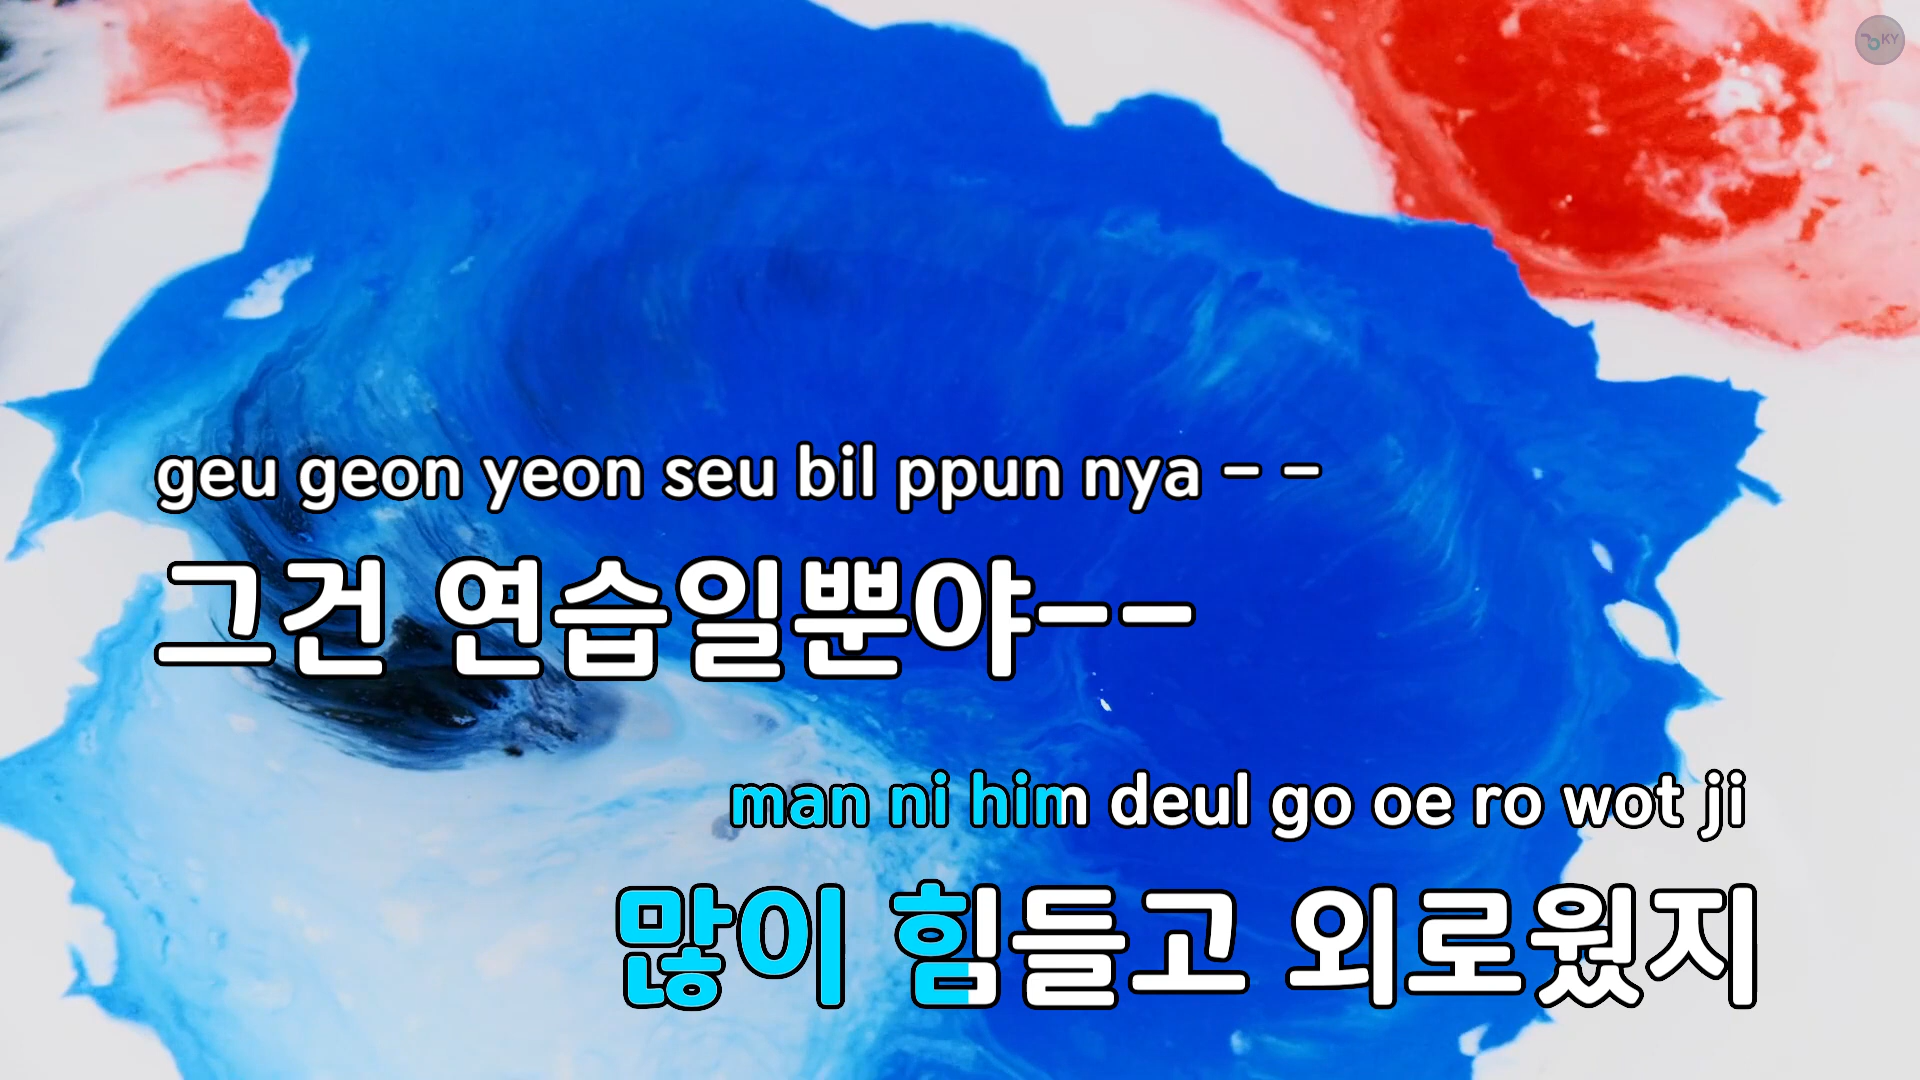 KY
geu geon yeon seu bil ppun nya – –
그건 연습일뿐야––
man ni him deul go oe ro wot ji
많이 힘들고 외로웠지